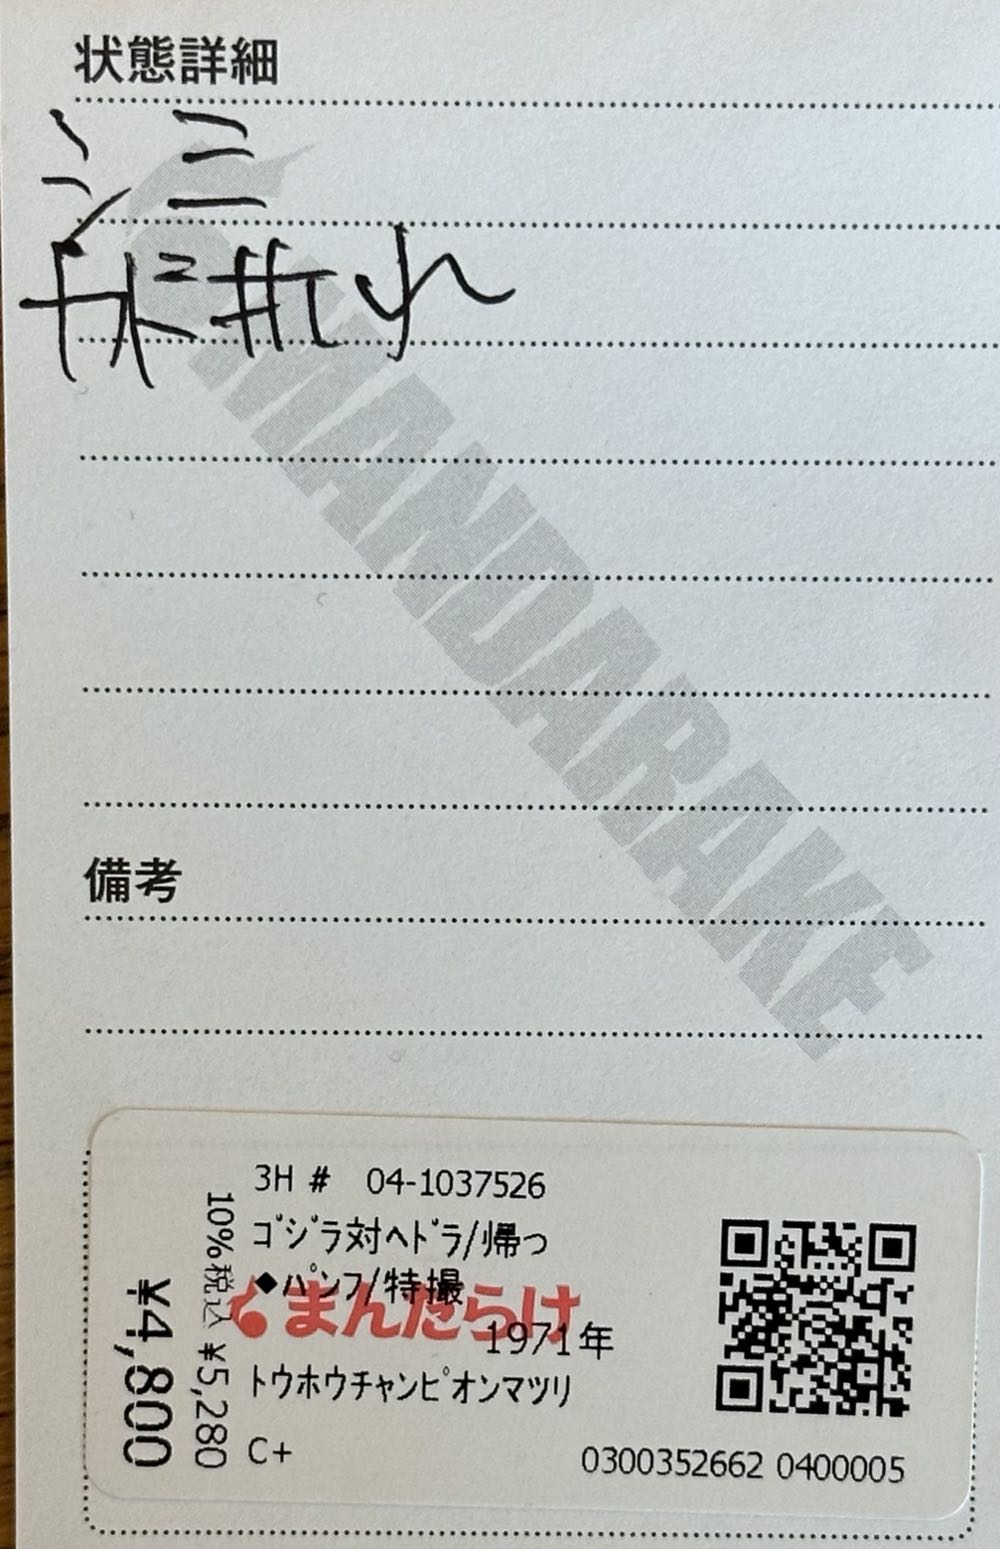 状態詳細
シミ
折れ
MANDARAKE
備考
3H # 04-1037526
ｺﾞｼﾞﾗ対ﾍﾄﾞﾗ/帰っ
◆ﾊﾟﾝﾌ/特撮
まんだらけ
1971年
ﾄｳﾎｳﾁｬﾝﾋﾟｵﾝﾏﾂﾘ
C+
0300352662 0400005
10%税込 ¥5,280
¥4,800